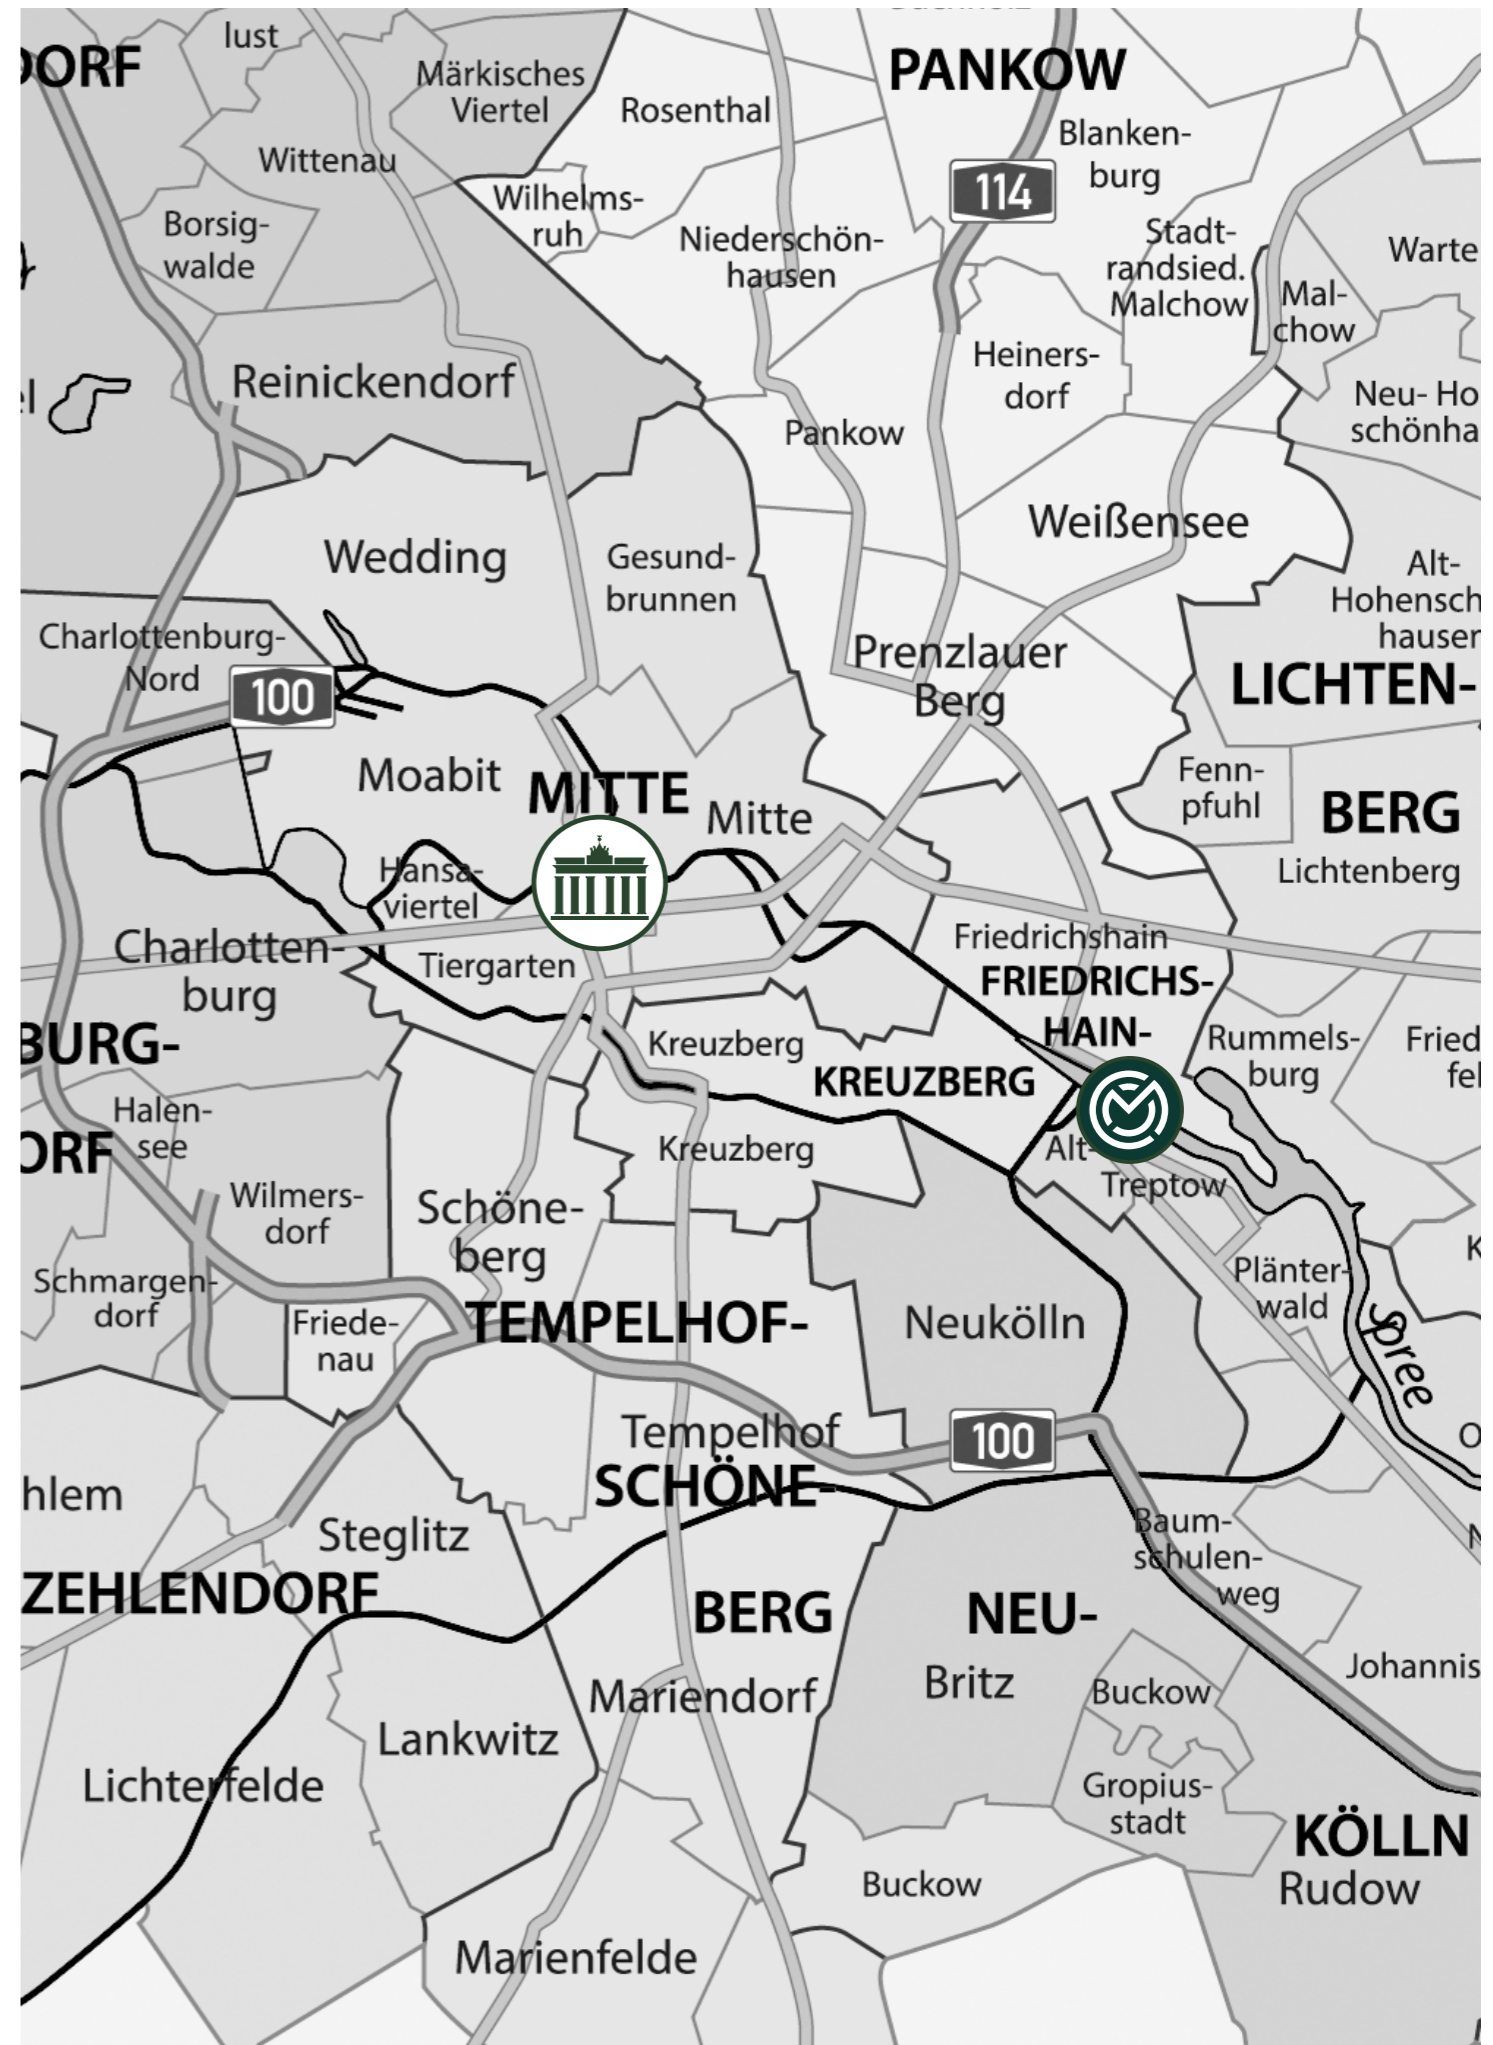 lust
DORF
Märkisches
Viertel
PANKOW
Rosenthal
Blanken-
burg
Wittenau
114
Wilhelms-
ruh
Borsig-
walde
Niederschön-
hausen
Stadt-
randsied.
Malchow
Warte
Mal-
chow
Heiners-
dorf
Reinickendorf
el
Neu- Ho
schönha
Pankow
Weißensee
Wedding
Gesund-
brunnen
Alt-
Hohensch
hauser
Charlottenburg-
Nord
Prenzlauer
Berg
LICHTEN-
100
Moabit
MITTE
Mitte
Fenn-
pfuhl
BERG
Lichtenberg
Hansa-
viertel
Charlotten-
burg
Tiergarten
Friedrichshain
FRIEDRICHS-
HAIN-
BURG-
Kreuzberg
KREUZBERG
Rummels-
burg
Fried
fel
Halen-
see
ORF
Kreuzberg
Alt-
Treptow
Wilmers-
dorf
Schöne-
berg
K
Schmargen-
dorf
Friede-
nau
TEMPELHOF-
Neukölln
Plänter-
wald
Spree
Tempelhof
100
O
SCHÖNE-
hlem
Steglitz
Baum-
schulen-
weg
N
ZEHLENDORF
BERG
NEU-
Mariendorf
Britz
Buckow
Johannis
Lankwitz
Lichterfelde
Gropius-
stadt
KÖLLN
Rudow
Buckow
Marienfelde